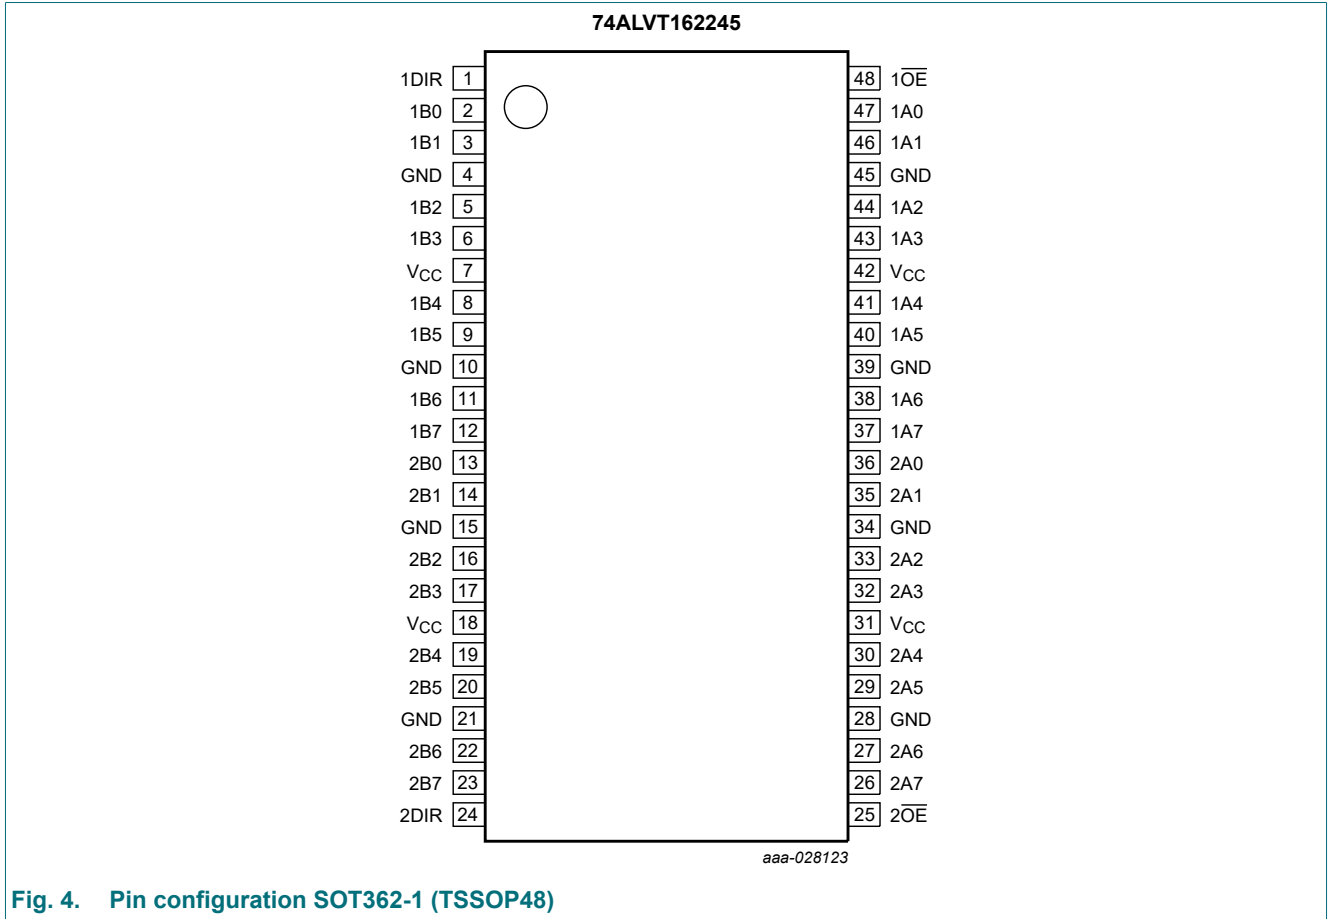 74ALVT162245
1DIR 1 48 1O̅E̅
1B0 2 47 1A0
1B1 3 46 1A1
GND 4 45 GND
1B2 5 44 1A2
1B3 6 43 1A3
VCC 7 42 VCC
1B4 8 41 1A4
1B5 9 40 1A5
GND 10 39 GND
1B6 11 38 1A6
1B7 12 37 1A7
2B0 13 36 2A0
2B1 14 35 2A1
GND 15 34 GND
2B2 16 33 2A2
2B3 17 32 2A3
VCC 18 31 VCC
2B4 19 30 2A4
2B5 20 29 2A5
GND 21 28 GND
2B6 22 27 2A6
2B7 23 26 2A7
2DIR 24 25 2O̅E̅
aaa-028123
Fig. 4. Pin configuration SOT362-1 (TSSOP48)